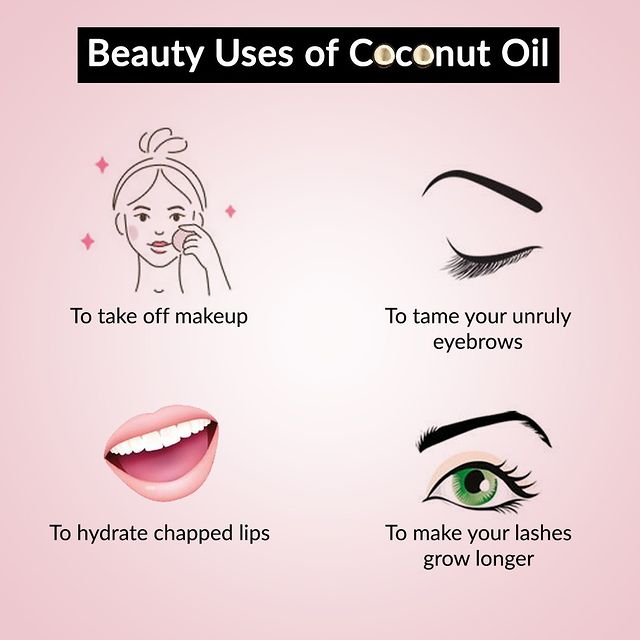 Beauty Uses of Coconut Oil
To take off makeup
To tame your unruly
eyebrows
To hydrate chapped lips
To make your lashes
grow longer